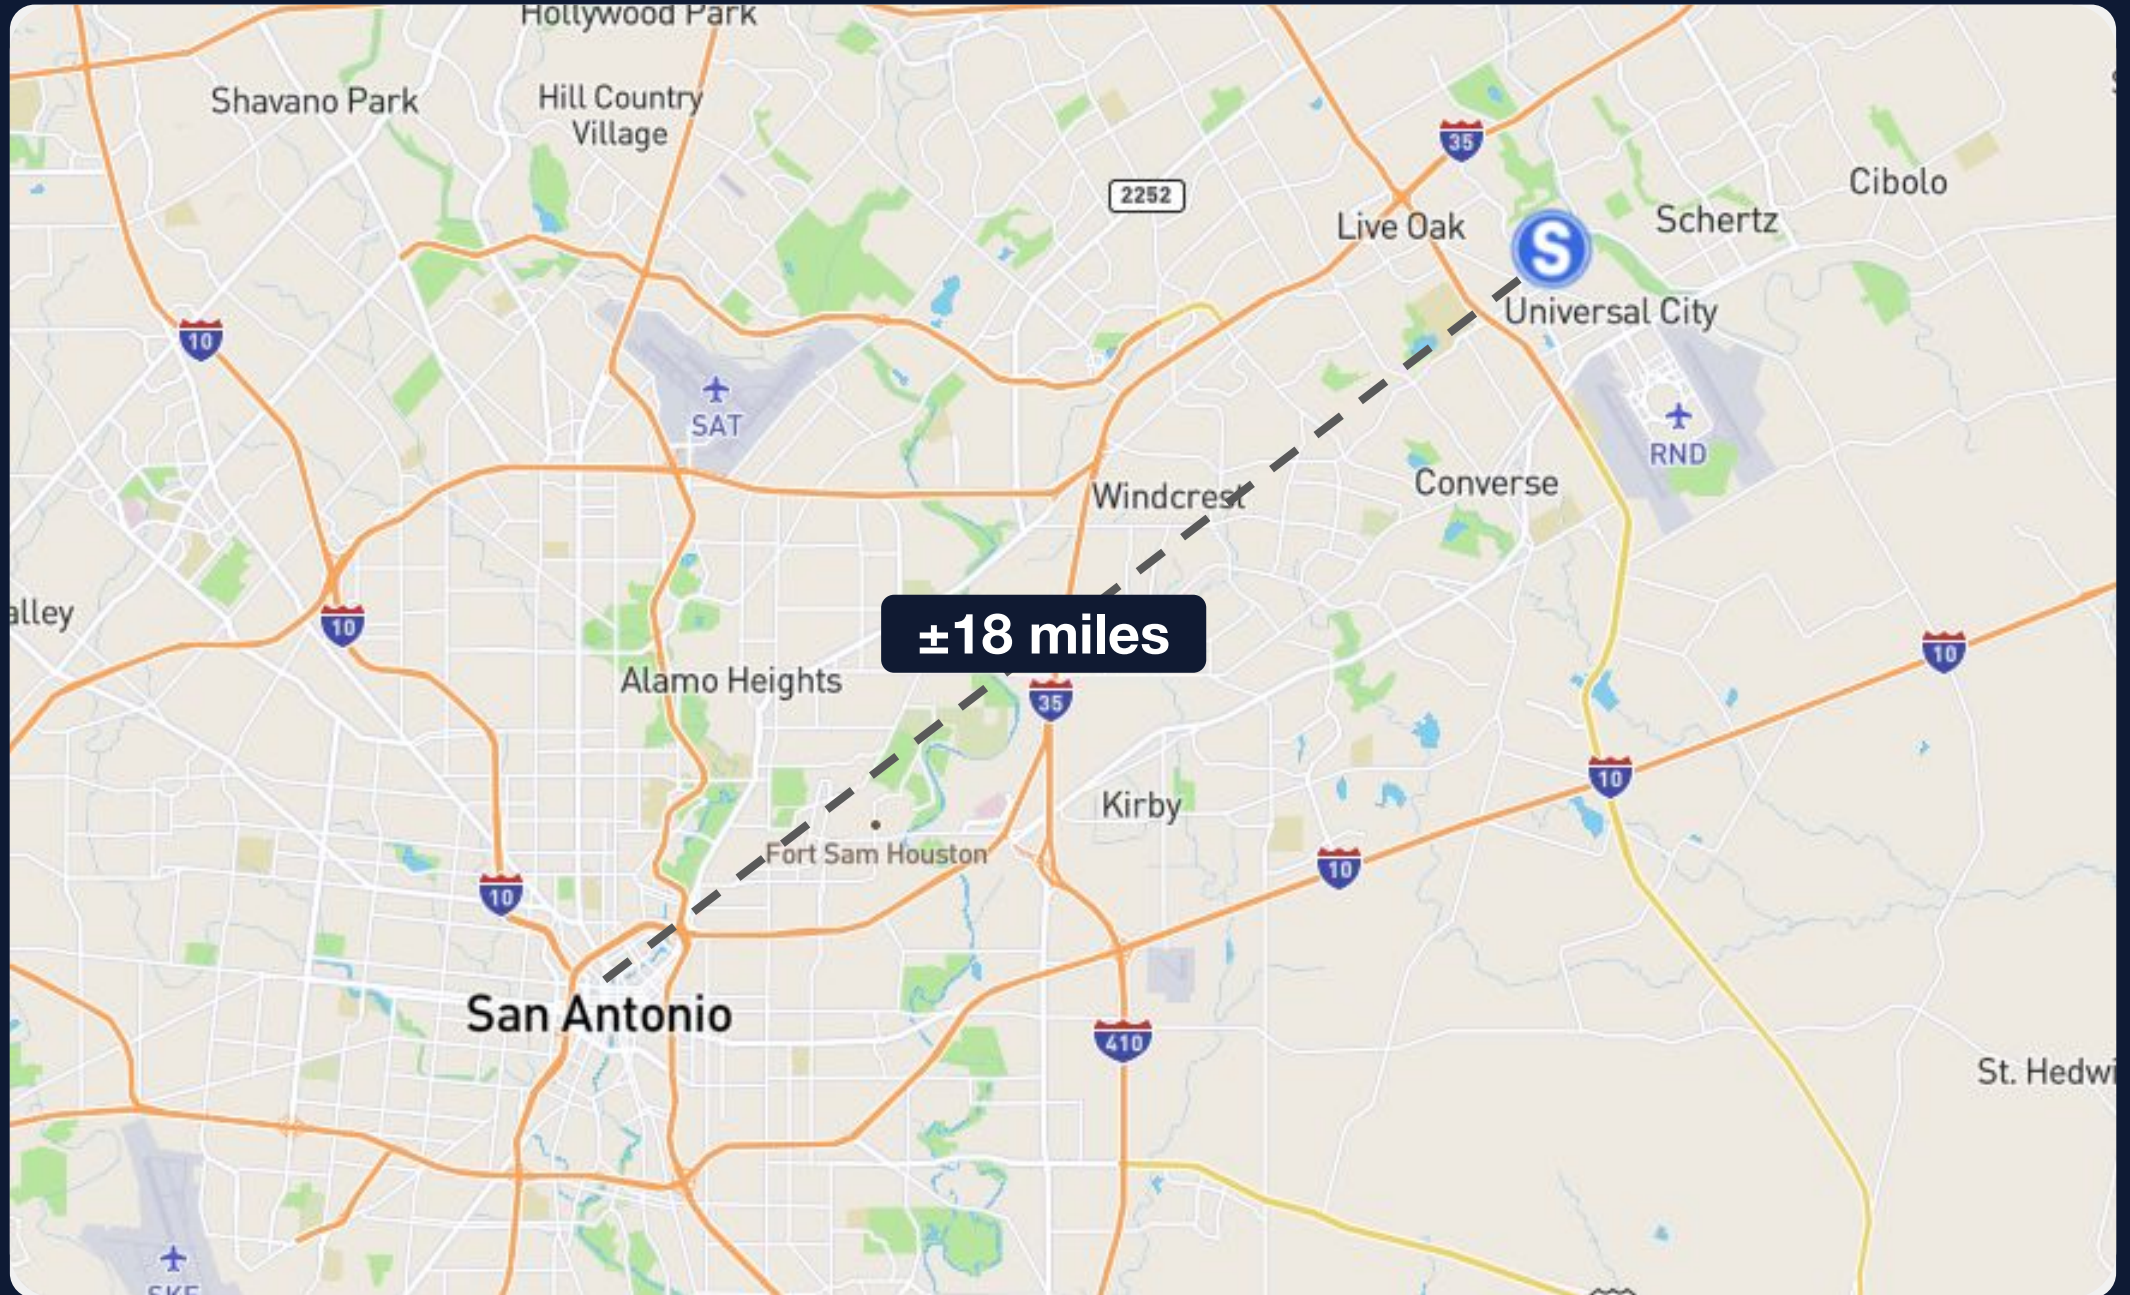 Hollywood Park
Shavano Park
Hill Country
Village
35
2252
Cibolo
Live Oak
S
Schertz
Universal City
10
SAT
RND
Windcrest
Converse
alley
10
±18 miles
10
Alamo Heights
35
10
Kirby
Fort Sam Houston
10
10
San Antonio
410
St. Hedwi
SKF